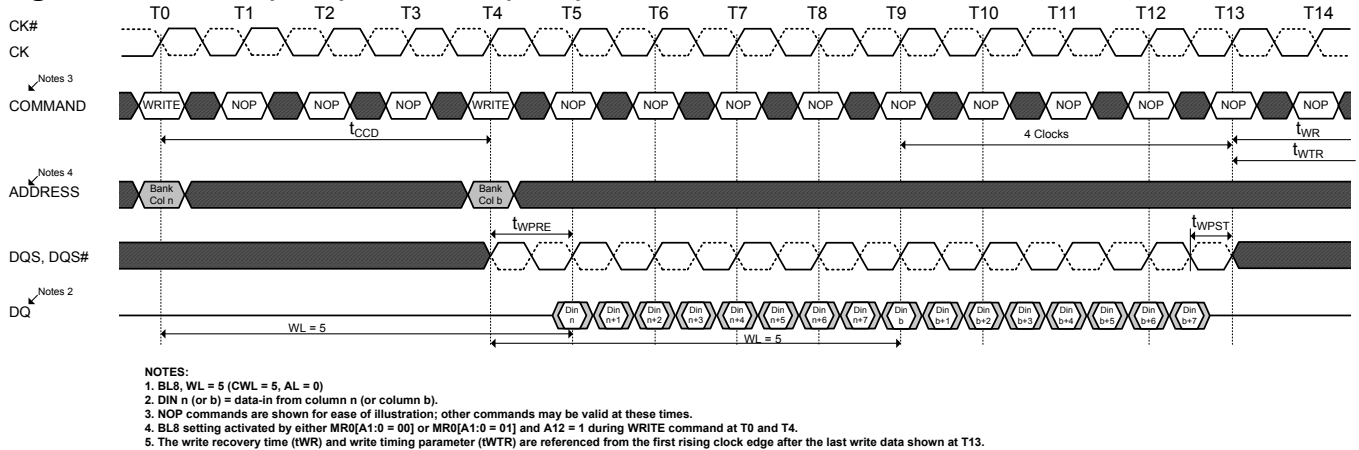 T0 T1 T2 T3 T4 T5 T6 T7 T8 T9 T10 T11 T12 T13 T14
CK#
CK
Notes 3
COMMAND
WRITE NOP NOP NOP WRITE NOP NOP NOP NOP NOP NOP NOP NOP NOP NOP
tCCD
4 Clocks
tWR
tWTR
Notes 4
ADDRESS
Bank
Col n
Bank
Col b
tWPRE
tWPST
DQS, DQS#
Notes 2
DQ
Din n Din n+1 Din n+2 Din n+3 Din n+4 Din n+5 Din n+6 Din n+7 Din b Din b+1 Din b+2 Din b+3 Din b+4 Din b+5 Din b+6 Din b+7
WL = 5
WL = 5
NOTES:
1. BL8, WL = 5 (CWL = 5, AL = 0)
2. DIN n (or b) = data-in from column n (or column b).
3. NOP commands are shown for ease of illustration; other commands may be valid at these times.
4. BL8 setting activated by either MR0[A1:0 = 00] or MR0[A1:0 = 01] and A12 = 1 during WRITE command at T0 and T4.
5. The write recovery time (tWR) and write timing parameter (tWTR) are referenced from the first rising clock edge after the last write data shown at T13.